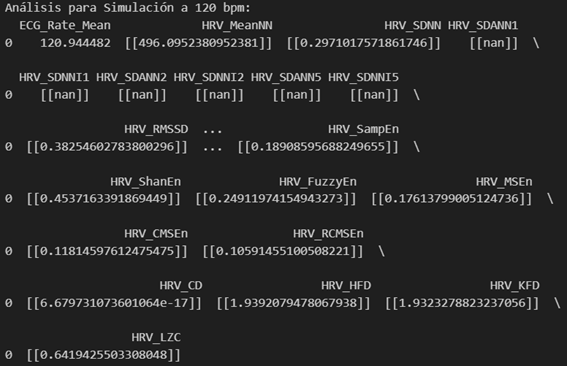 Análisis para Simulación a 120 bpm:
ECG_Rate_Mean HRV_MeanNN HRV_SDNN HRV_SDANN1
0 120.944482 [[496.0952380952381]] [[0.2971017571861746]] [[nan]] \
HRV_SDNNI1 HRV_SDANN2 HRV_SDNNI2 HRV_SDANN5 HRV_SDNNI5
0 [[nan]] [[nan]] [[nan]] [[nan]] [[nan]] \
HRV_RMSSD ... HRV_SampEn
0 [[0.38254602783800296]] ... [[0.18908595688249655]] \
HRV_ShanEn HRV_FuzzyEn HRV_MSEn
0 [[0.4537163391869449]] [[0.24911974154943273]] [[0.17613799005124736]] \
HRV_CMSEn HRV_RCMSEn
0 [[0.11814597612475475]] [[0.10591455100508221]] \
HRV_CD HRV_HFD HRV_KFD
0 [[6.679731073601064e-17]] [[1.9392079478067938]] [[1.9323278823237056]] \
HRV_LZC
0 [[0.6419425503308048]]